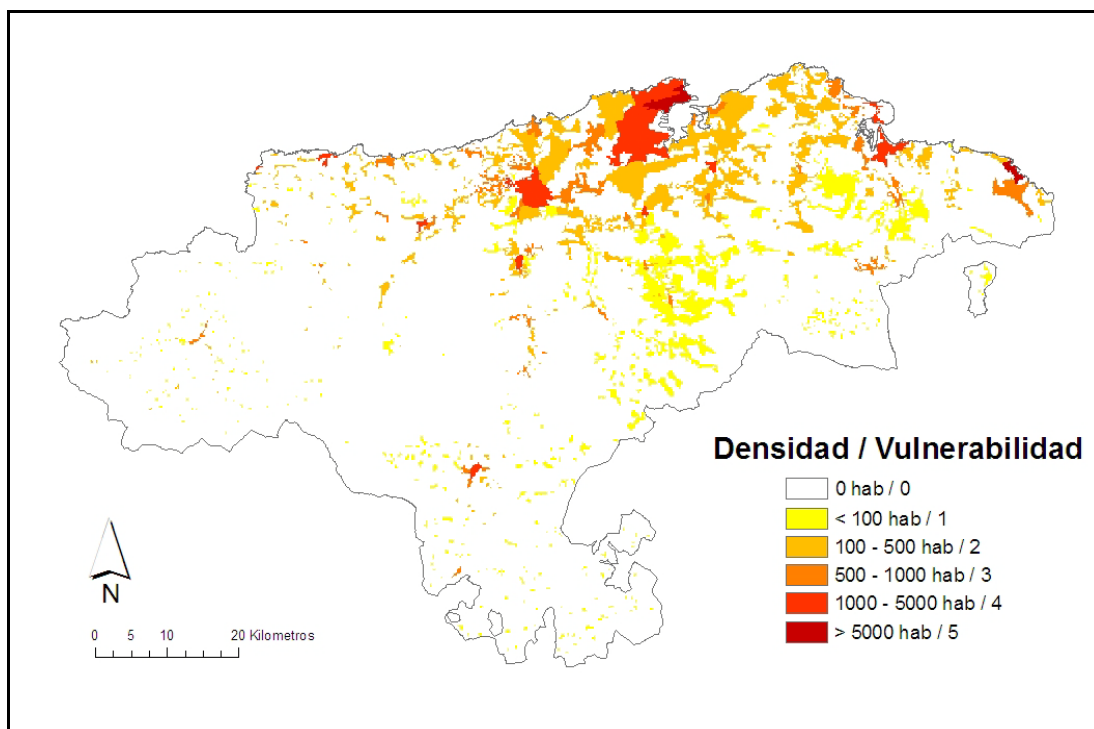 Densidad / Vulnerabilidad
0 hab / 0
< 100 hab / 1
100 - 500 hab / 2
500 - 1000 hab / 3
1000 - 5000 hab / 4
> 5000 hab / 5
N
0 5 10 20 Kilometros